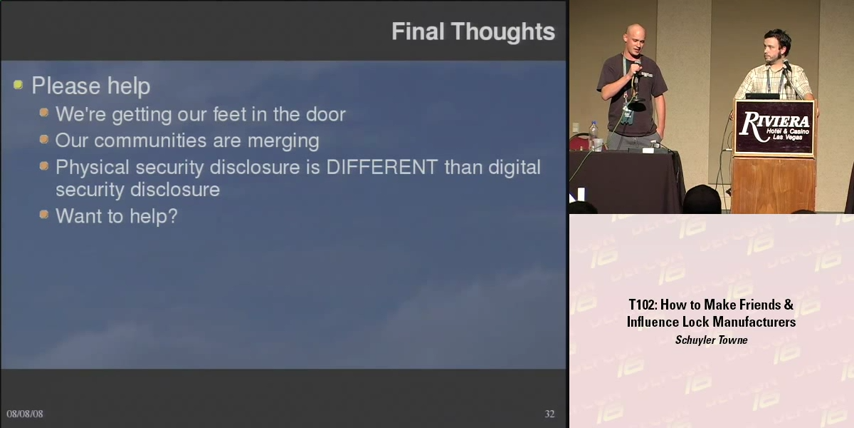 Final Thoughts
Please help
We're getting our feet in the door
Our communities are merging
Physical security disclosure is DIFFERENT than digital
security disclosure
Want to help?
08/08/08
32
RIVIERA
Hotel & Casino
Las Vegas
T102: How to Make Friends &
Influence Lock Manufacturers
Schuyler Towne